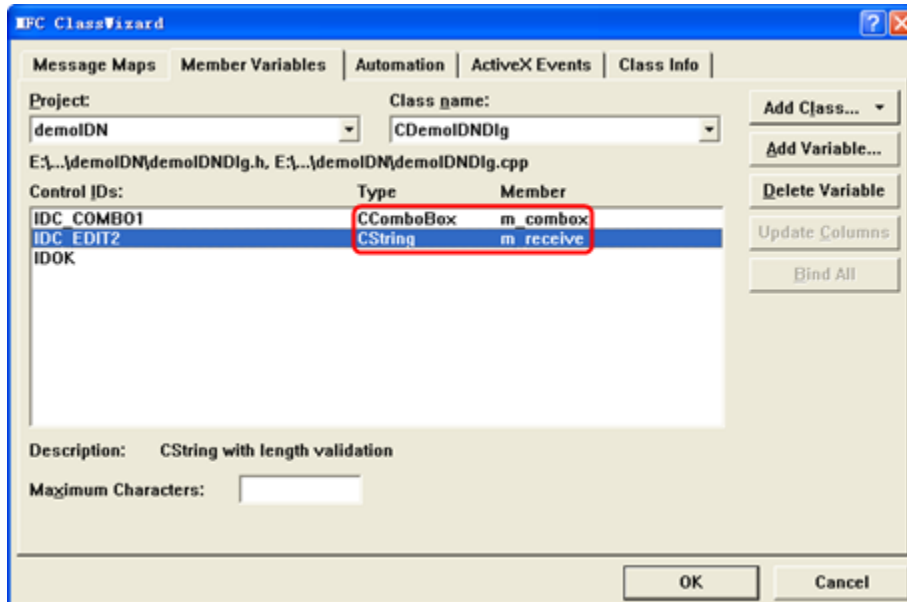 MFC ClassWizard
Message Maps Member Variables Automation ActiveX Events Class Info
Project: Class name:
demoIDN CDemoIDNDlg
Add Class...
E:\...\demoIDN\demoIDNDlg.h, E:\...\demoIDN\demoIDNDlg.cpp
Add Variable...
Control IDs: Type Member
Delete Variable
IDC_COMBO1 CComboBox m_combox
IDC_EDIT2 CString m_receive
Update Columns
IDOK
Bind All
Description: CString with length validation
Maximum Characters:
OK Cancel